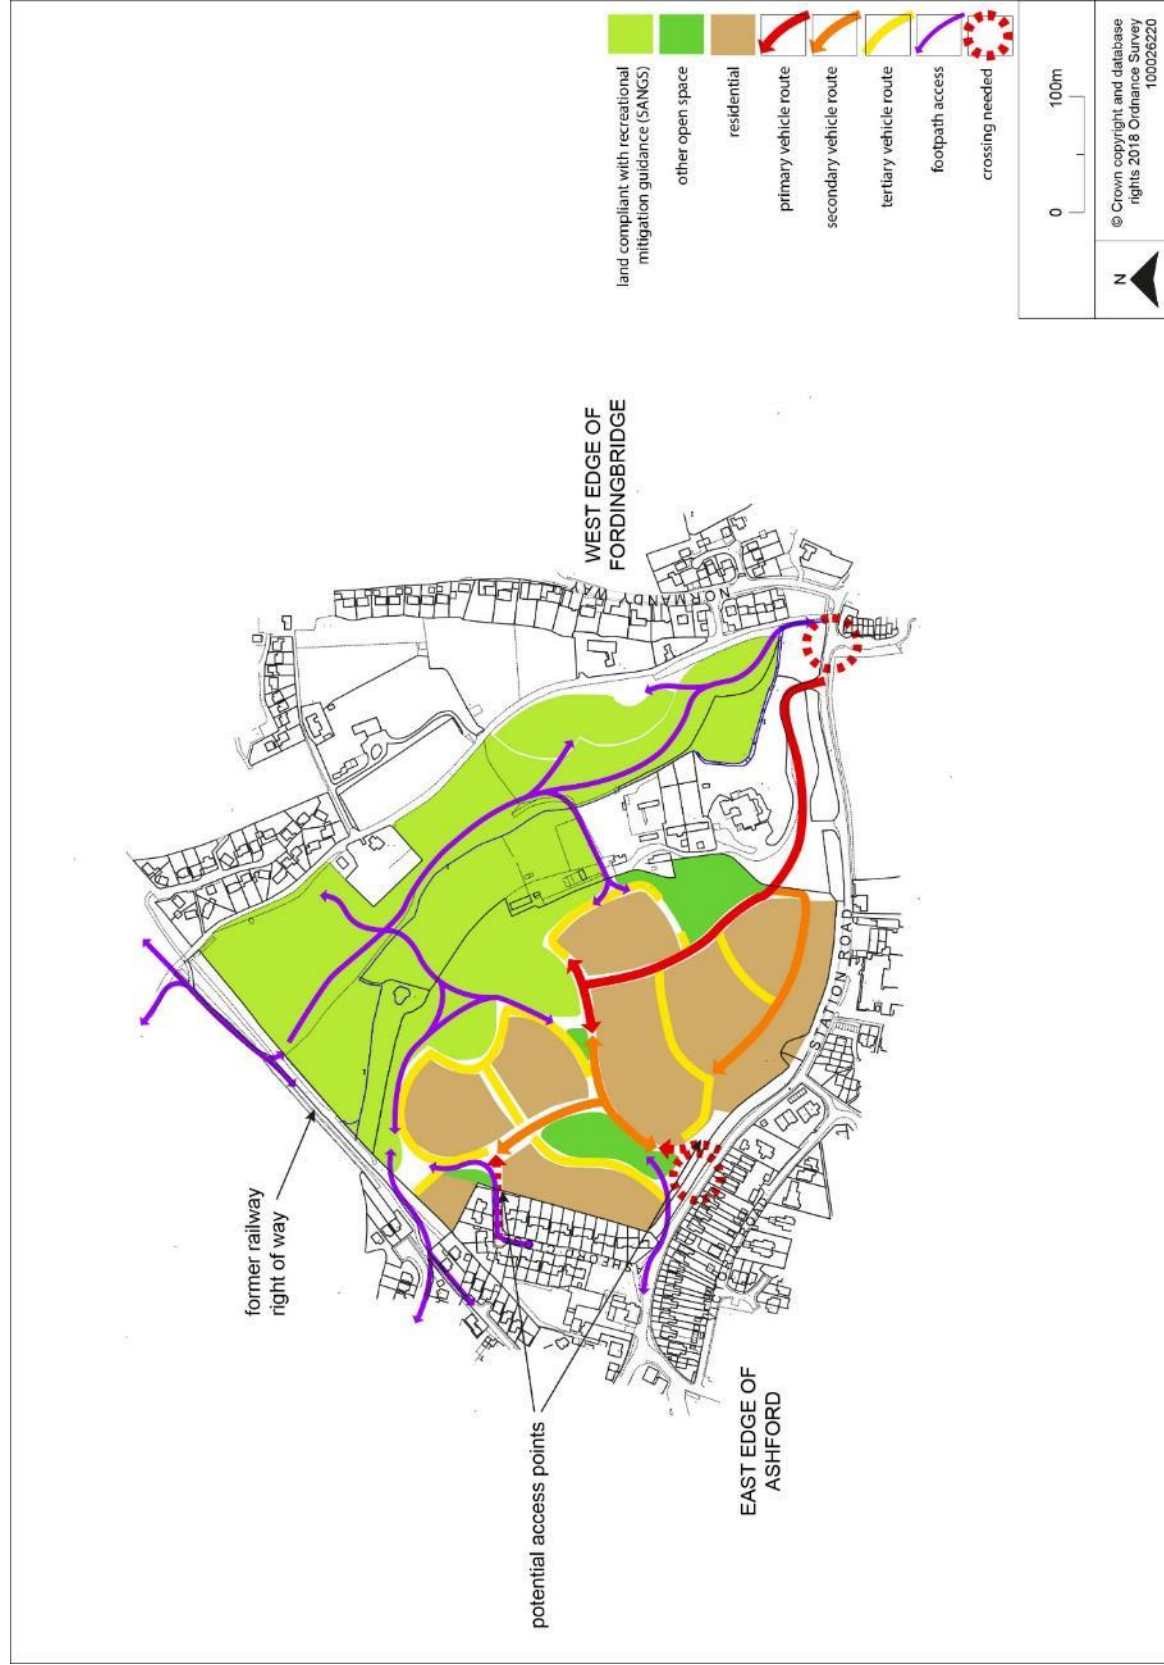 former railway
right of way
potential access points
WEST EDGE OF
FORDINGBRIDGE
NORMANDY WAY
STATION ROAD
EAST EDGE OF
ASHFORD
land compliant with recreational
mitigation guidance (SANGS)
other open space
residential
primary vehicle route
secondary vehicle route
tertiary vehicle route
footpath access
crossing needed
0 100m
N
© Crown copyright and database
rights 2018 Ordnance Survey
100026220